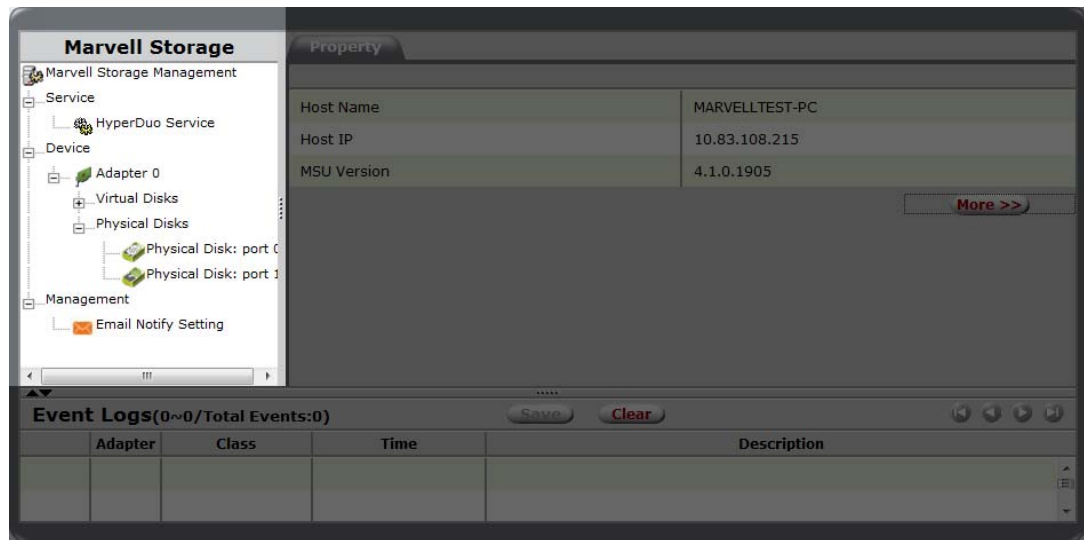 Marvell Storage
Marvell Storage Management
Service
HyperDuo Service
Device
Adapter 0
Virtual Disks
Physical Disks
Physical Disk: port 0
Physical Disk: port 1
Management
Email Notify Setting
Property
Host Name MARVELLTEST-PC
Host IP 10.83.108.215
MSU Version 4.1.0.1905
More >>
Event Logs(0~0/Total Events:0) Save Clear
Adapter Class Time Description